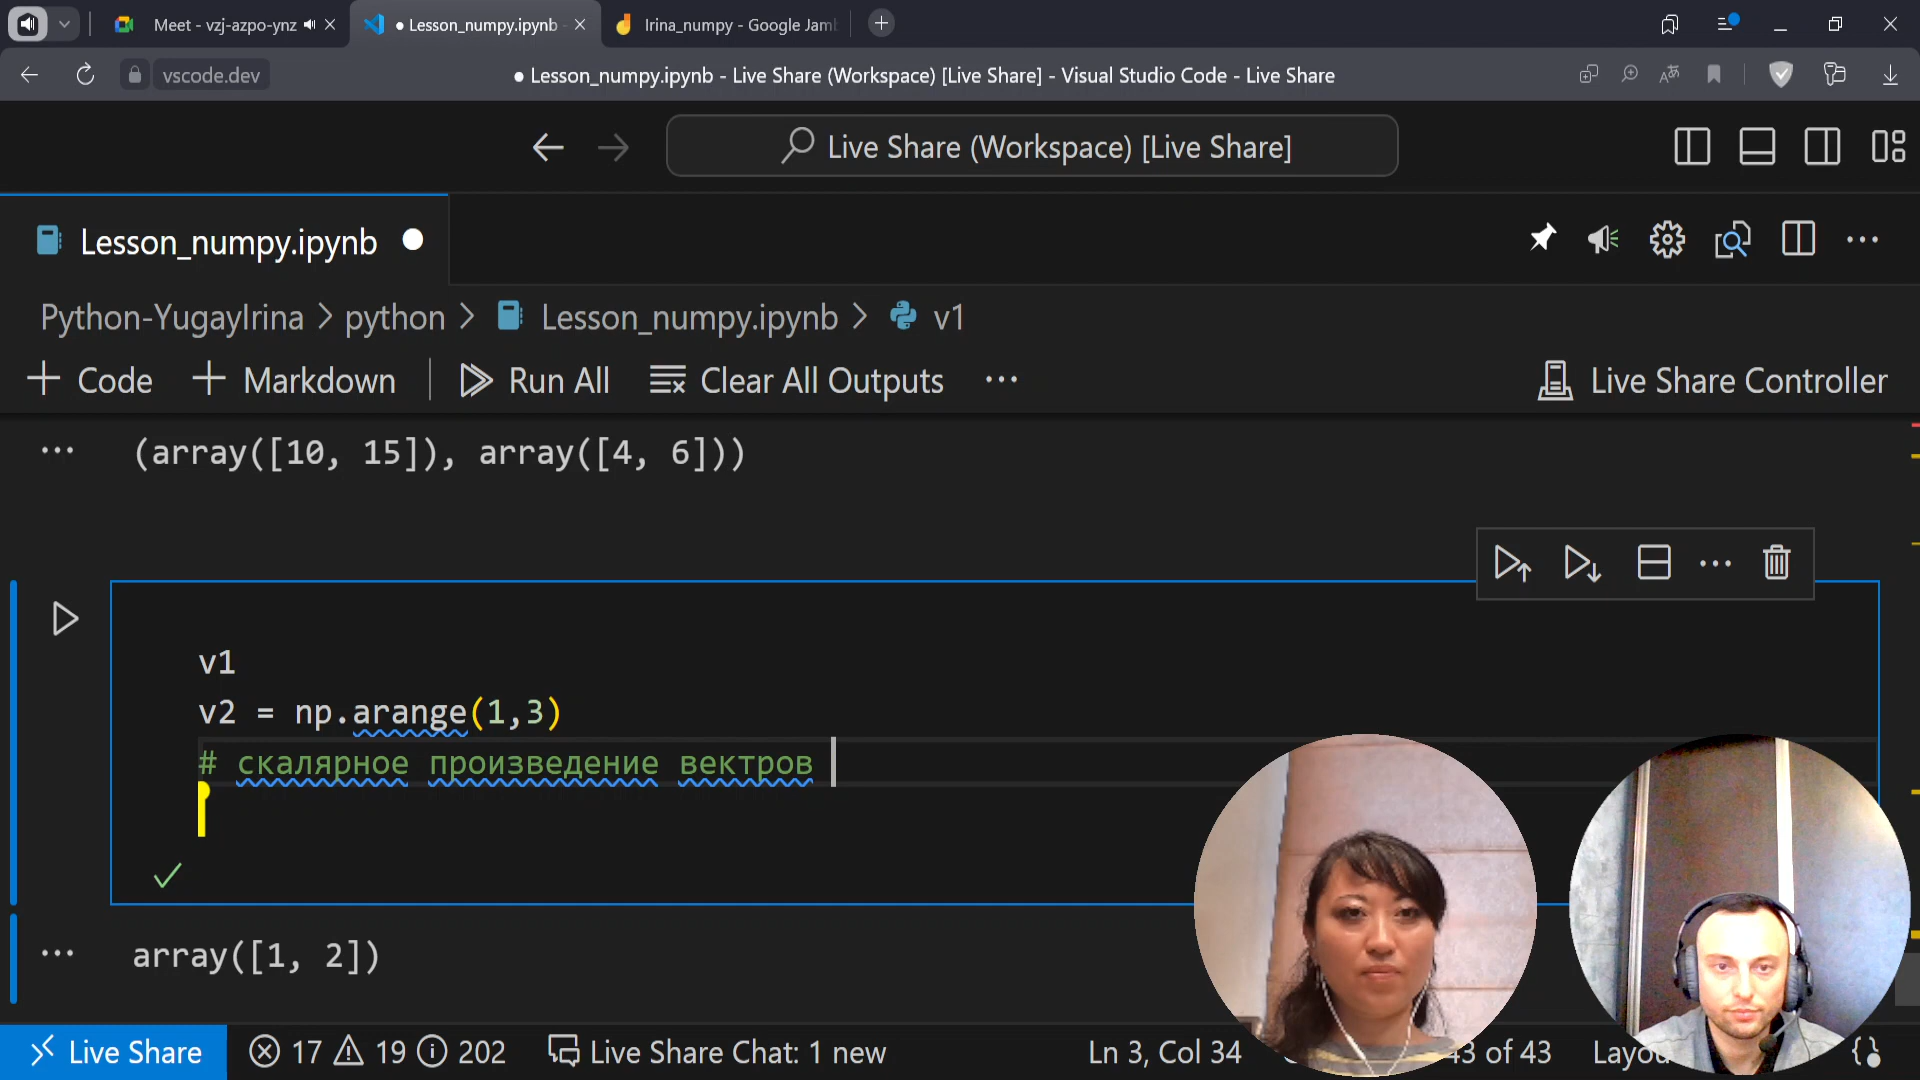 Meet - vzj-azpo-ynz
● Lesson_numpy.ipynb -
Irina_numpy - Google Jam
vscode.dev
● Lesson_numpy.ipynb - Live Share (Workspace) [Live Share] - Visual Studio Code - Live Share
Live Share (Workspace) [Live Share]
Lesson_numpy.ipynb
Python-YugayIrina > python > Lesson_numpy.ipynb > v1
+ Code + Markdown Run All Clear All Outputs ···
Live Share Controller
··· (array([10, 15]), array([4, 6]))
v1
v2 = np.arange(1,3)
# скалярное произведение вектров
··· array([1, 2])
Live Share 17 19 202 Live Share Chat: 1 new Ln 3, Col 34 43 of 43 Layou